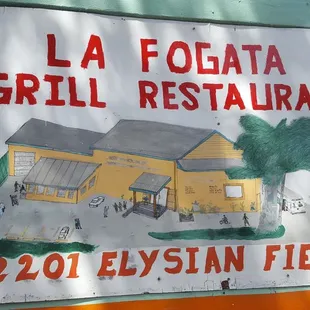 LA FOGATA
GRILL RESTAURA
2201 ELYSIAN FIE